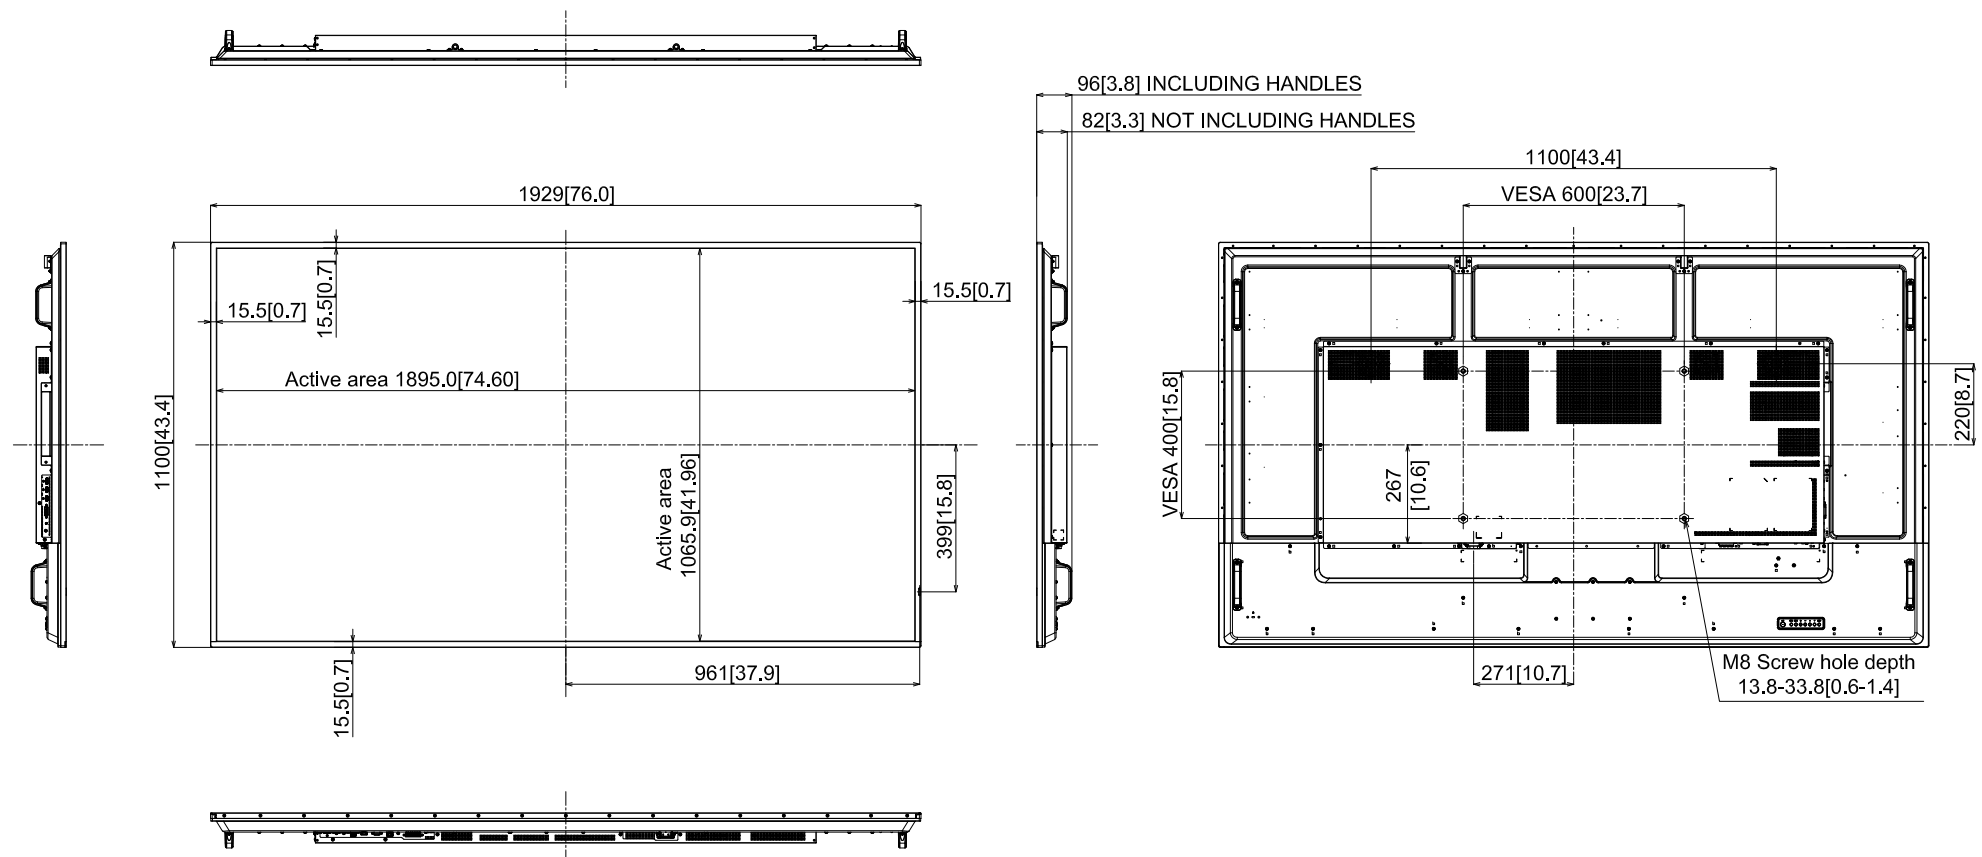 96[3.8] INCLUDING HANDLES
82[3.3] NOT INCLUDING HANDLES
1929[76.0]
15.5[0.7]
15.5[0.7]
15.5[0.7]
Active area 1895.0[74.60]
1100[43.4]
Active area
1065.9[41.96]
399[15.8]
15.5[0.7]
961[37.9]
1100[43.4]
VESA 600[23.7]
VESA 400[15.8]
220[8.7]
267
[10.6]
271[10.7]
M8 Screw hole depth
13.8-33.8[0.6-1.4]